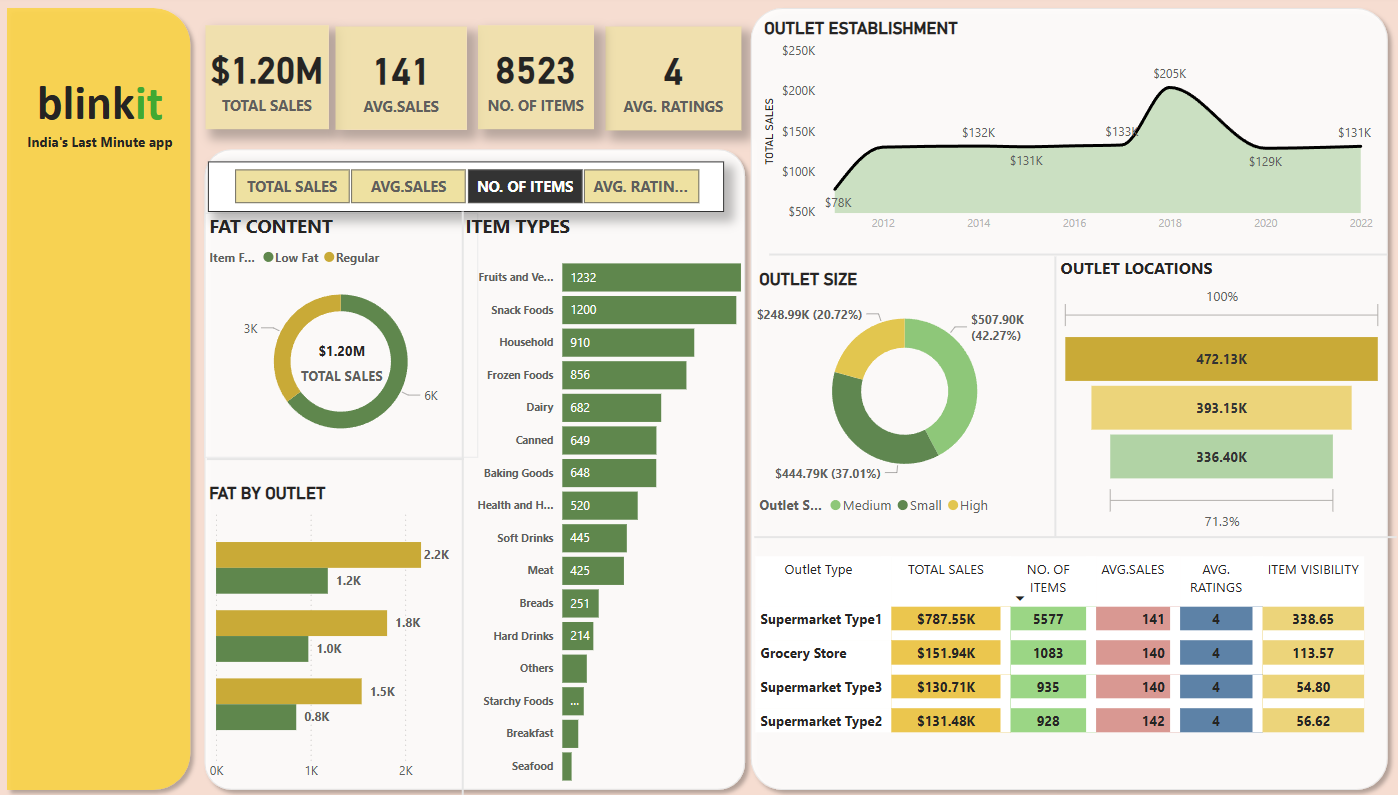 blinkit
India's Last Minute app
$1.20M
TOTAL SALES
141
AVG.SALES
8523
NO. OF ITEMS
4
AVG. RATINGS
TOTAL SALES
AVG.SALES
NO. OF ITEMS
AVG. RATIN...
FAT CONTENT
Item F... Low Fat Regular
3K
$1.20M
TOTAL SALES
6K
FAT BY OUTLET
2.2K
1.2K
1.8K
1.0K
1.5K
0.8K
0K 1K 2K
ITEM TYPES
Fruits and Ve... 1232
Snack Foods 1200
Household 910
Frozen Foods 856
Dairy 682
Canned 649
Baking Goods 648
Health and H... 520
Soft Drinks 445
Meat 425
Breads 251
Hard Drinks 214
Others
Starchy Foods ...
Breakfast
Seafood
OUTLET ESTABLISHMENT
TOTAL SALES
$250K
$200K
$150K
$100K
$50K
$78K
$132K
$131K
$133K
$205K
$129K
$131K
2012 2014 2016 2018 2020 2022
OUTLET SIZE
$248.99K (20.72%)
$507.90K
(42.27%)
$444.79K (37.01%)
Outlet S... Medium Small High
OUTLET LOCATIONS
100%
472.13K
393.15K
336.40K
71.3%
Outlet Type TOTAL SALES NO. OF ITEMS AVG.SALES AVG. RATINGS ITEM VISIBILITY
Supermarket Type1 $787.55K 5577 141 4 338.65
Grocery Store $151.94K 1083 140 4 113.57
Supermarket Type3 $130.71K 935 140 4 54.80
Supermarket Type2 $131.48K 928 142 4 56.62